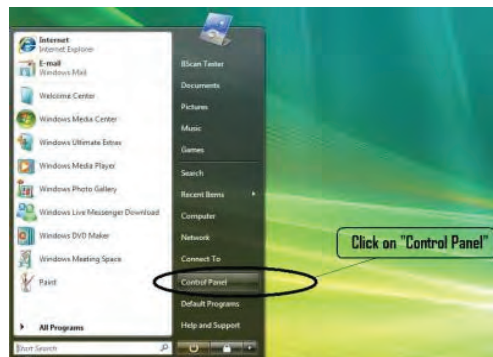 Internet
Internet Explorer
E-mail
Windows Mail
Welcome Center
Windows Media Center
Windows Ultimate Extras
Windows Media Player
Windows Photo Gallery
Windows Live Messenger Download
Windows DVD Maker
Windows Meeting Space
Paint
All Programs
Start Search
BScan Tester
Documents
Pictures
Music
Games
Search
Recent Items
Computer
Network
Connect To
Control Panel
Default Programs
Help and Support
Click on "Control Panel"